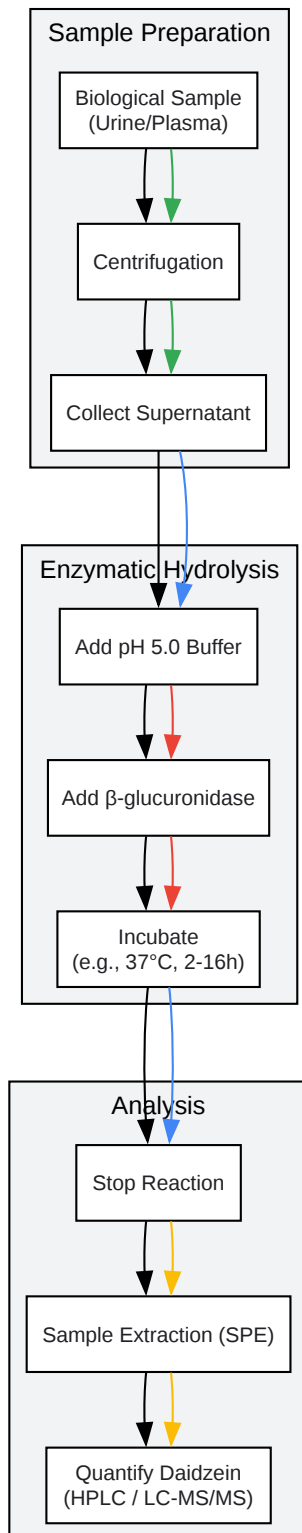 Sample Preparation
Biological Sample
(Urine/Plasma)
Centrifugation
Collect Supernatant
Enzymatic Hydrolysis
Add pH 5.0 Buffer
Add β-glucuronidase
Incubate
(e.g., 37°C, 2-16h)
Analysis
Stop Reaction
Sample Extraction (SPE)
Quantify Daidzein
(HPLC / LC-MS/MS)